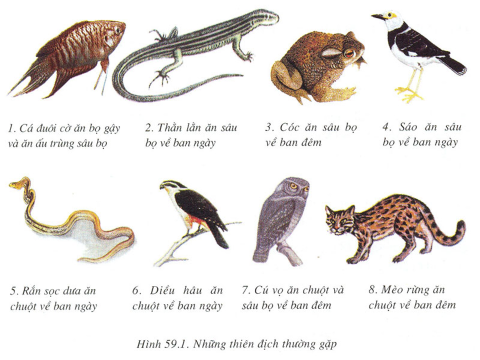 1. Cá đuôi cờ ăn bọ gậy
và ăn ấu trùng sâu bọ
2. Thằn lằn ăn sâu
bọ về ban ngày
3. Cóc ăn sâu bọ
về ban đêm
4. Sáo ăn sâu
bọ về ban ngày
5. Rắn sọc dưa ăn
chuột về ban ngày
6. Diều hâu ăn
chuột về ban ngày
7. Cú vọ ăn chuột và
sâu bọ về ban đêm
8. Mèo rừng ăn
chuột về ban đêm
Hình 59.1. Những thiên địch thường gặp